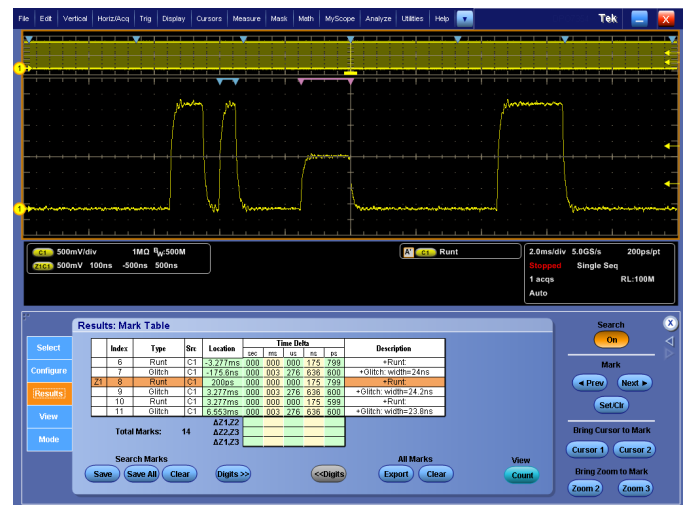 File Edit Vertical Horiz/Acq Trig Display Cursors Measure Mask Math MyScope Analyze Utilities Help Tek X
1
1
C1 500mV/div 1MΩ BW:500M
Z1C1 500mV 100ns -500ns 500ns
A' C1 Runt
2.0ms/div 5.0GS/s 200ps/pt
Stopped Single Seq
1 acqs RL:100M
Auto
Results: Mark Table
Select
Configure
Results
View
Mode
Index Type Src Location Time Delta Description
sec ms us ns ps
6 Runt C1 -3.277ms 000 000 000 175 799 +Runt:
7 Glitch C1 -175.6ns 000 003 276 636 600 +Glitch: width=24ns
Z1 8 Runt C1 200ps 000 000 000 175 799 +Runt:
9 Glitch C1 3.277ms 000 003 276 636 600 +Glitch: width=24.2ns
10 Runt C1 3.277ms 000 000 000 175 599 +Runt:
11 Glitch C1 6.553ms 000 003 276 636 600 +Glitch: width=23.8ns
Total Marks: 14
ΔZ1,Z2
ΔZ2,Z3
ΔZ1,Z3
Search Marks
Save Save All Clear
Digits >>
<<Digits
All Marks
Export Clear
View
Count
Search
On
X
Mark
◄ Prev Next ►
Set/Clr
Bring Cursor to Mark
Cursor 1 Cursor 2
Bring Zoom to Mark
Zoom 2 Zoom 3